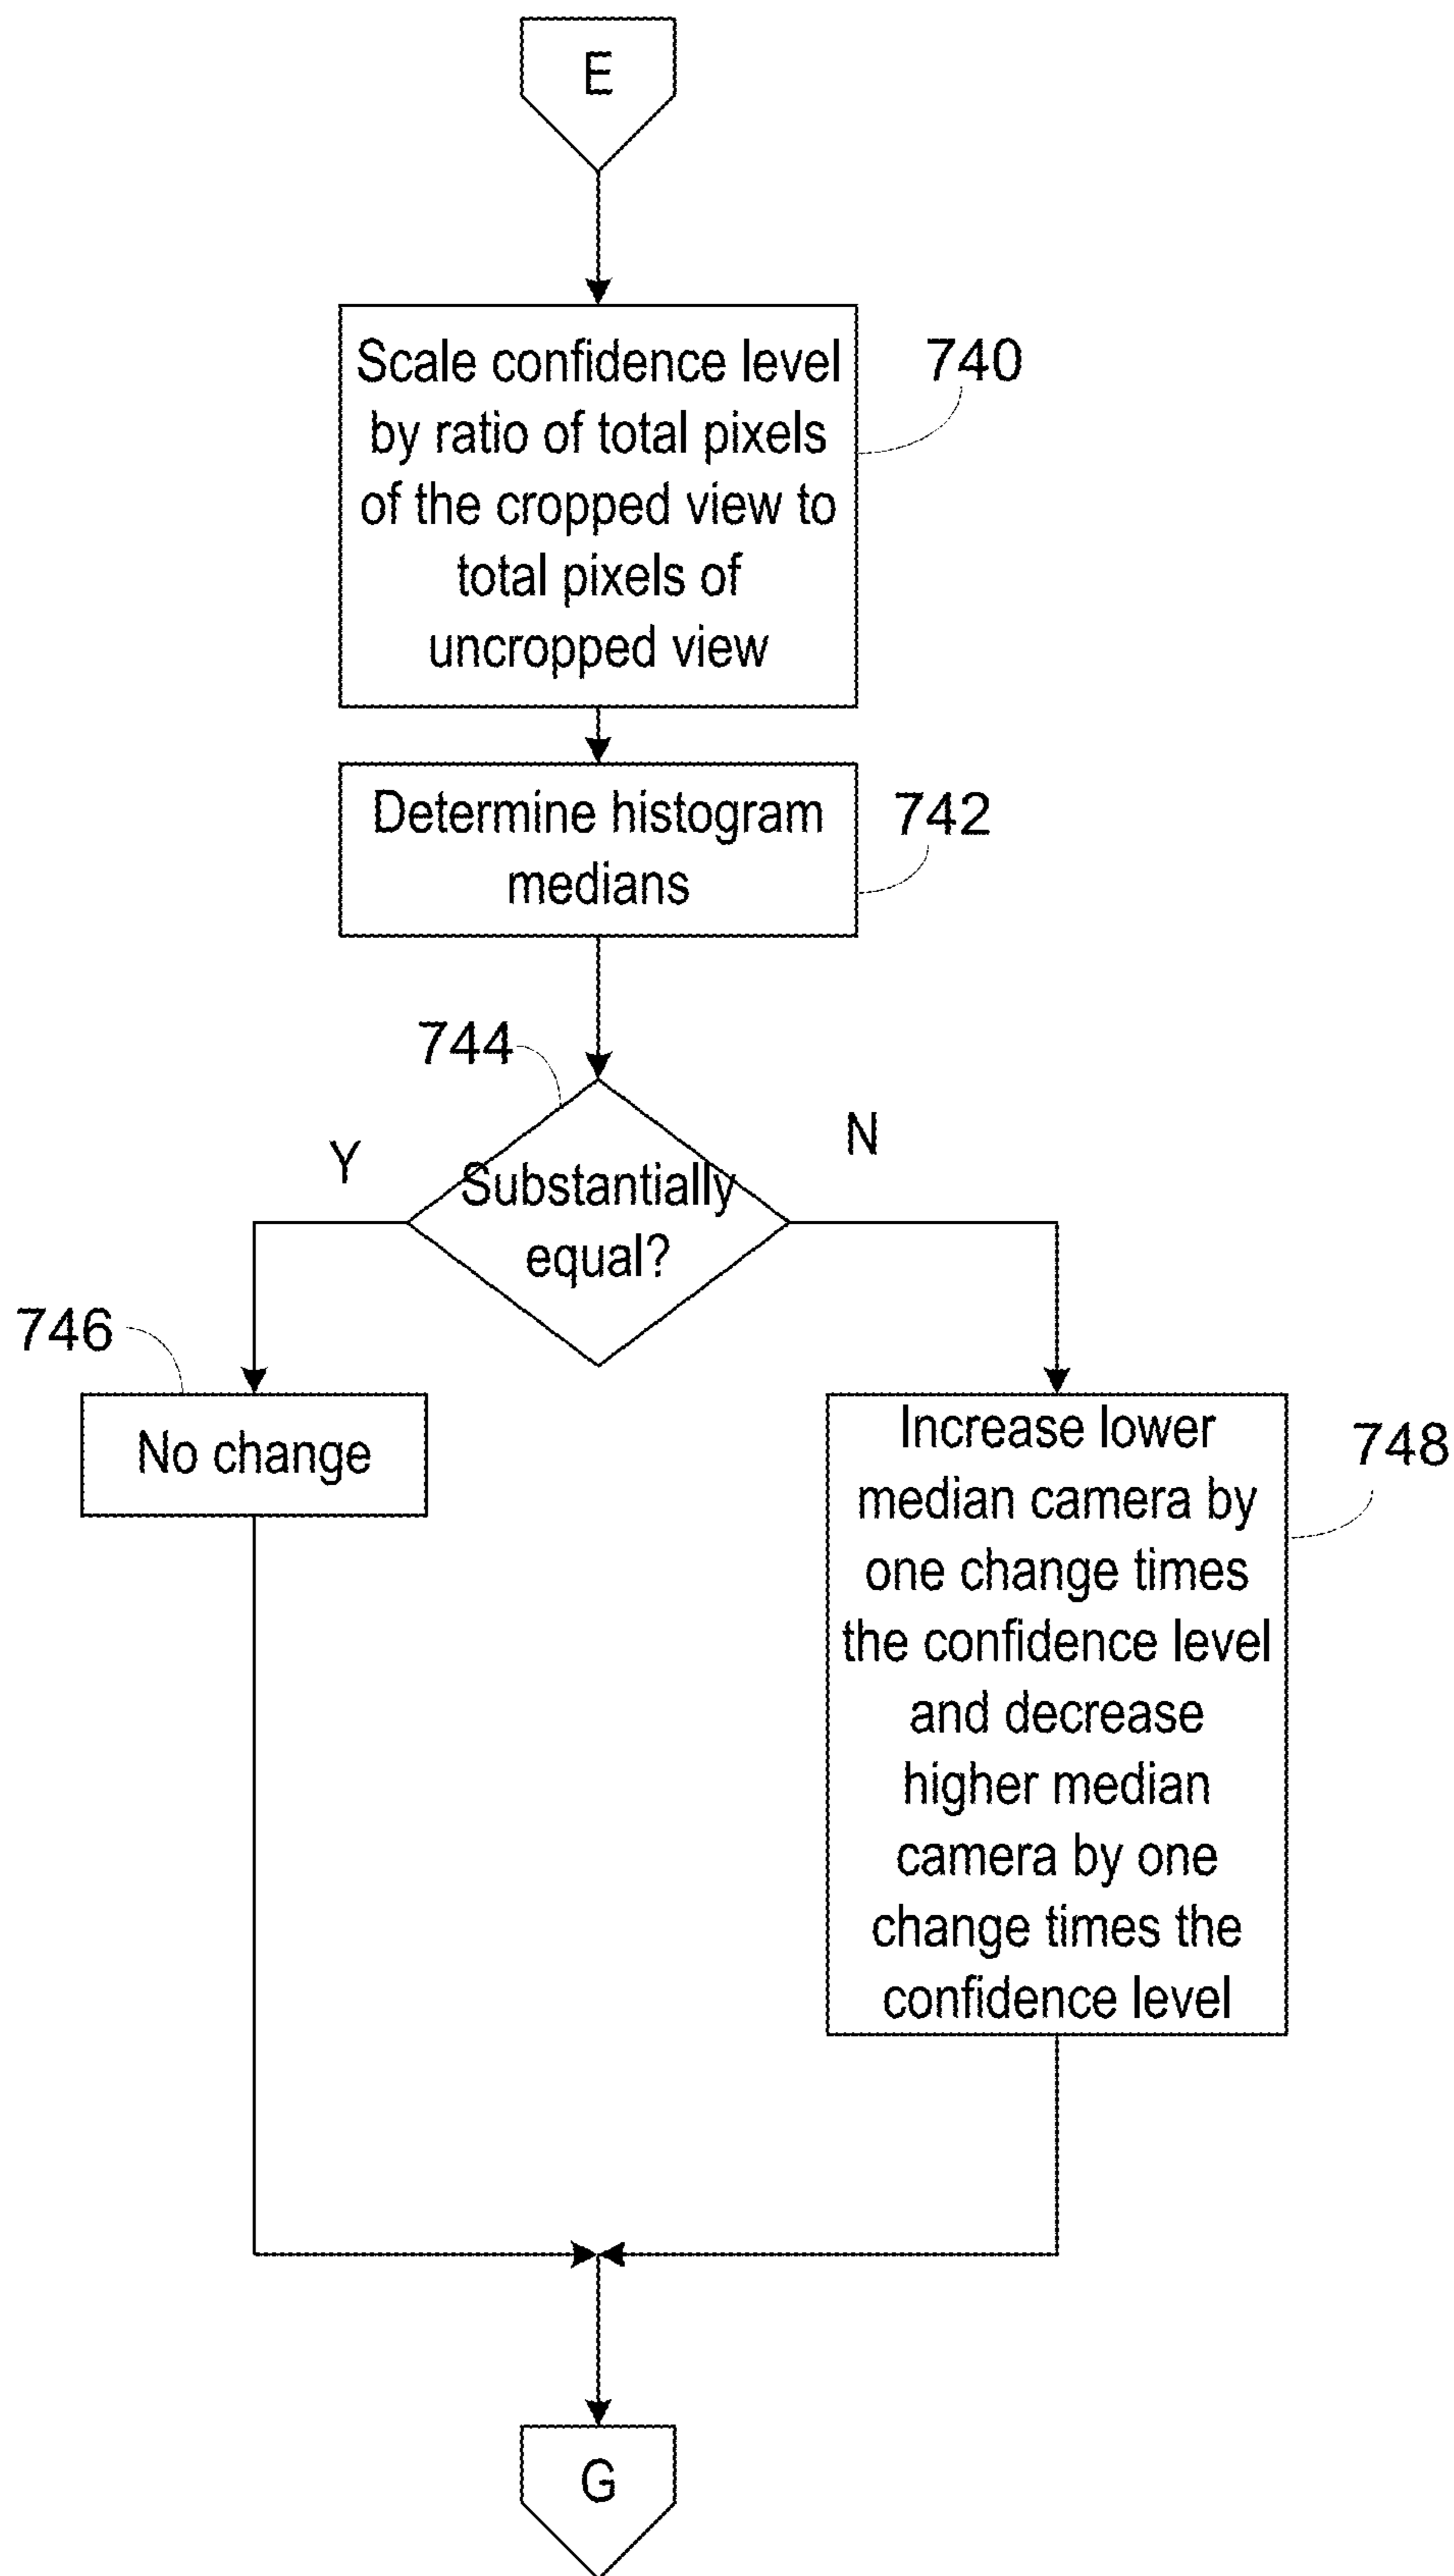 E
Scale confidence level
by ratio of total pixels
of the cropped view to
total pixels of
uncropped view
740
Determine histogram
medians
742
744
Substantially
equal?
Y
N
746
No change
Increase lower
median camera by
one change times
the confidence level
and decrease
higher median
camera by one
change times the
confidence level
748
G